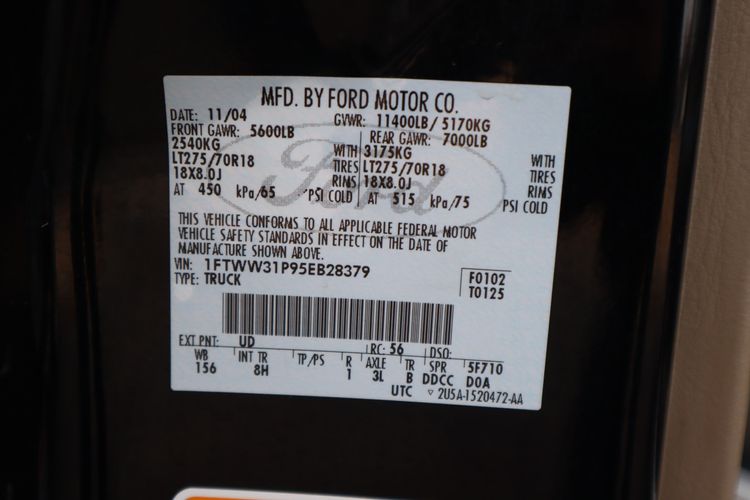 MFD. BY FORD MOTOR CO.
DATE: 11/04 GVWR: 11400LB/ 5170KG
FRONT GAWR: 5600LB REAR GAWR: 7000LB
2540KG WITH 3175KG WITH
LT275/70R18 TIRES LT275/70R18 TIRES
18X8.0J RIMS 18X8.0J RIMS
AT 450 kPa/65 PSI COLD AT 515 kPa/75 PSI COLD
Ford
THIS VEHICLE CONFORMS TO ALL APPLICABLE FEDERAL MOTOR
VEHICLE SAFETY STANDARDS IN EFFECT ON THE DATE OF
MANUFACTURE SHOWN ABOVE.
VIN: 1FTWW31P95EB28379 F0102
TYPE: TRUCK T0125
EXT PNT: UD RC: 56 DSO:
WB INT TR TP/PS R AXLE TR SPR 5F710
156 8H 1 3L B DDCC D0A
UTC ▽ 2U5A-1520472-AA